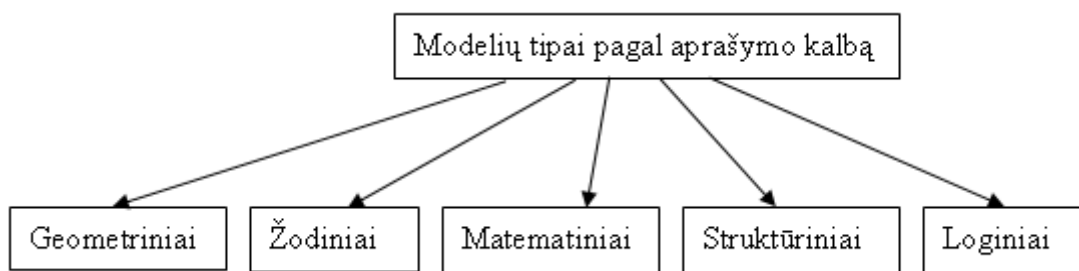 Modelių tipai pagal aprašymo kalbą
Geometriniai
Žodiniai
Matematiniai
Struktūriniai
Loginiai